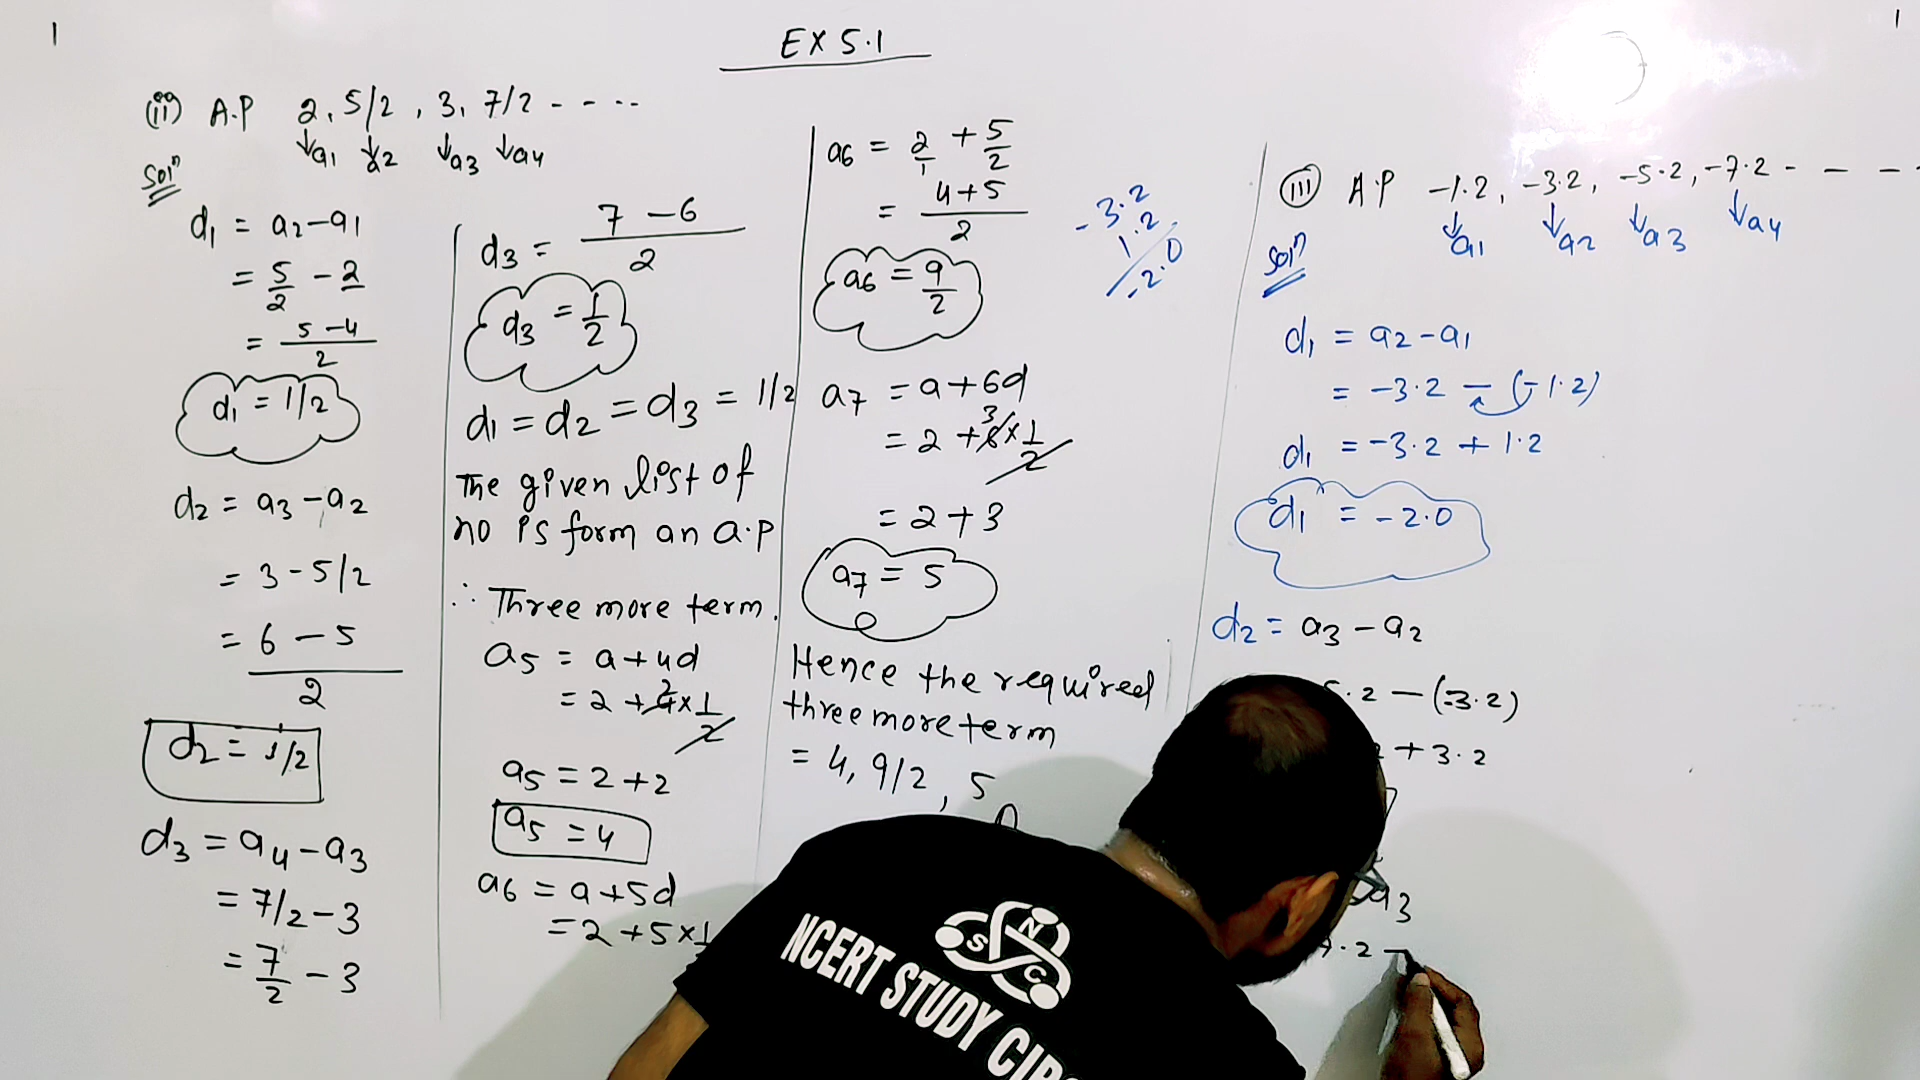 EX 5.1
(ii) A.P 2, 5/2, 3, 7/2 - - - -
↓a1 ↓a2 ↓a3 ↓a4
Solⁿ
d1 = a2 - a1
= 5/2 - 2
= 5-4/2
d1 = 1/2
d2 = a3 - a2
= 3 - 5/2
= 6 - 5/2
d2 = 1/2
d3 = a4 - a3
= 7/2 - 3
= 7/2 - 3
d3 = 7 - 6/2
d3 = 1/2
d1 = d2 = d3 = 1/2
The given list of
no is form an a.p
∴ Three more term.
a5 = a+4d
= 2 + 4 2 × 1/2
a5 = 2+2
a5 = 4
a6 = a+5d
= 2 + 5 × 1
a6 = 2/1 + 5/2
= 4+5/2
a6 = 9/2
a7 = a+6d
= 2 + 6 3 × 1/2
= 2+3
a7 = 5
Hence the required
three more term
= 4, 9/2, 5
-3.2
1.2
-2.0
(iii) A.P -1.2, -3.2, -5.2, -7.2 - - -
↓a1 ↓a2 ↓a3 ↓a4
Solⁿ
d1 = a2 - a1
= -3.2 - (-1.2)
d1 = -3.2 + 1.2
d1 = -2.0
d2 = a3 - a2
5.2 - (-3.2)
+ 3.2
a3
7.2 -
NSC
NCERT STUDY
1
1